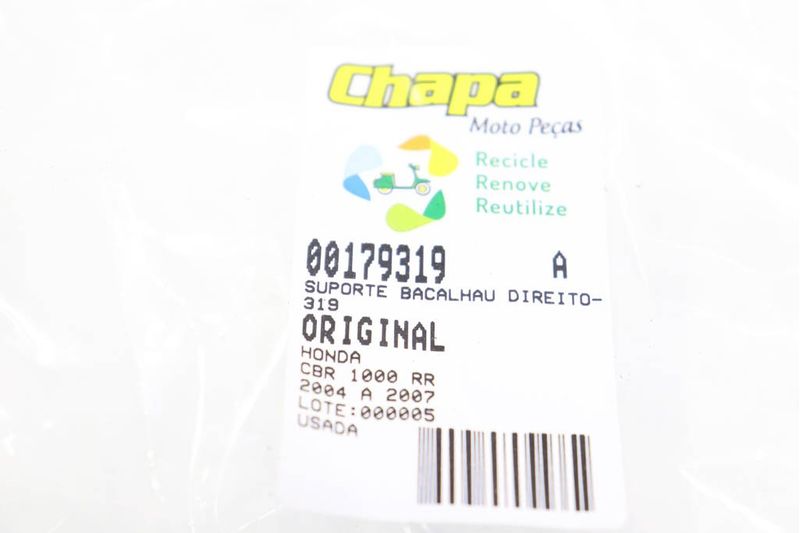 Chapa
Moto Peças
Recicle
Renove
Reutilize
00179319 A
SUPORTE BACALHAU DIREITO-
319
ORIGINAL
HONDA
CBR 1000 RR
2004 A 2007
LOTE:000005
USADA